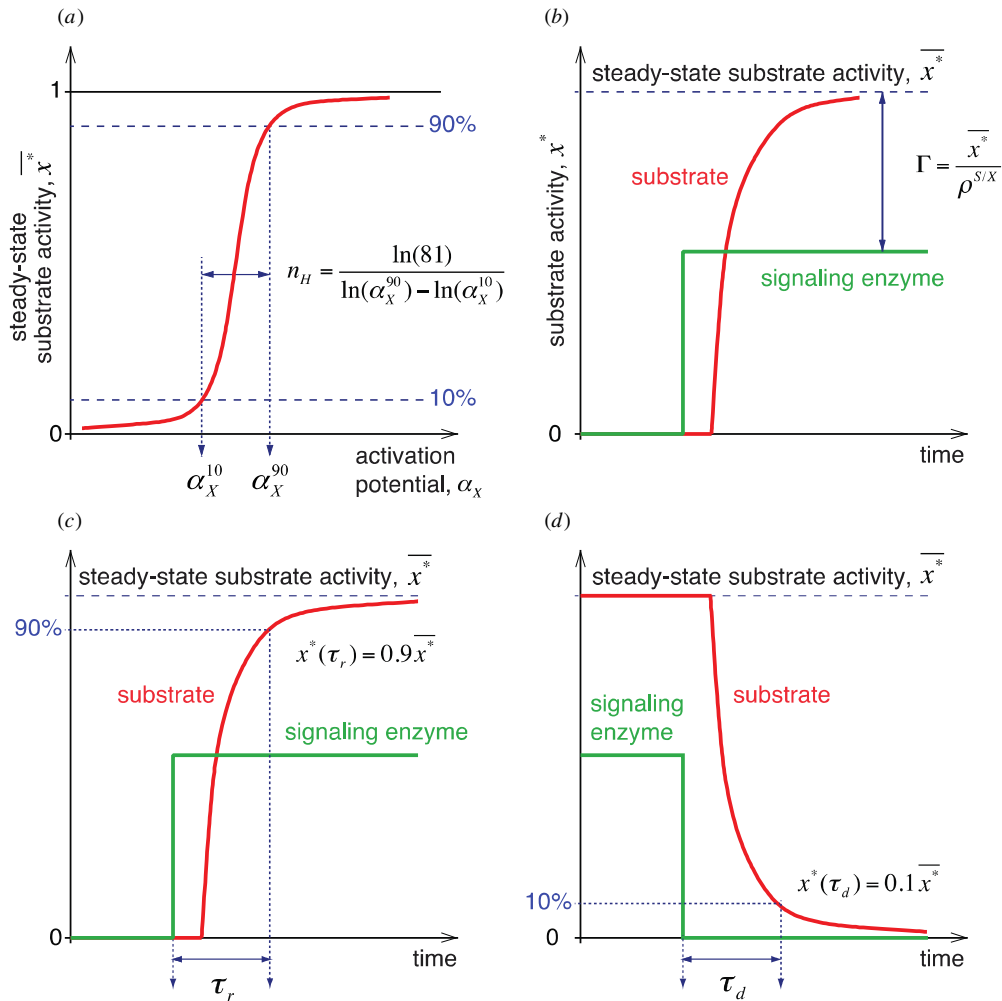 (a)
1
steady-state
substrate activity, x̅*
90%
n_H = ln(81) / (ln(α_X^90) − ln(α_X^10))
10%
0
α_X^10
α_X^90
activation
potential, α_X
(b)
steady-state substrate activity, x̅*
substrate activity, x*
substrate
Γ = x̅* / ρ^{S/X}
signaling enzyme
0
time
(c)
steady-state substrate activity, x̅*
90%
x*(τ_r) = 0.9 x̅*
substrate
signaling enzyme
0
time
τ_r
(d)
steady-state substrate activity, x̅*
signaling
enzyme
substrate
x*(τ_d) = 0.1 x̅*
10%
0
time
τ_d